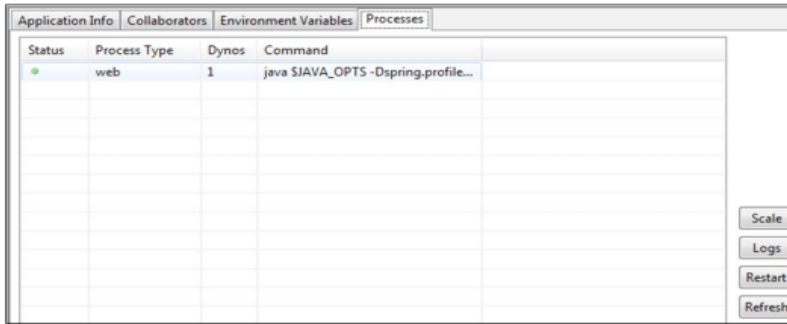 Application Info Collaborators Environment Variables Processes
Status Process Type Dynos Command
web 1 java $JAVA_OPTS -Dspring.profile...
Scale
Logs
Restart
Refresh